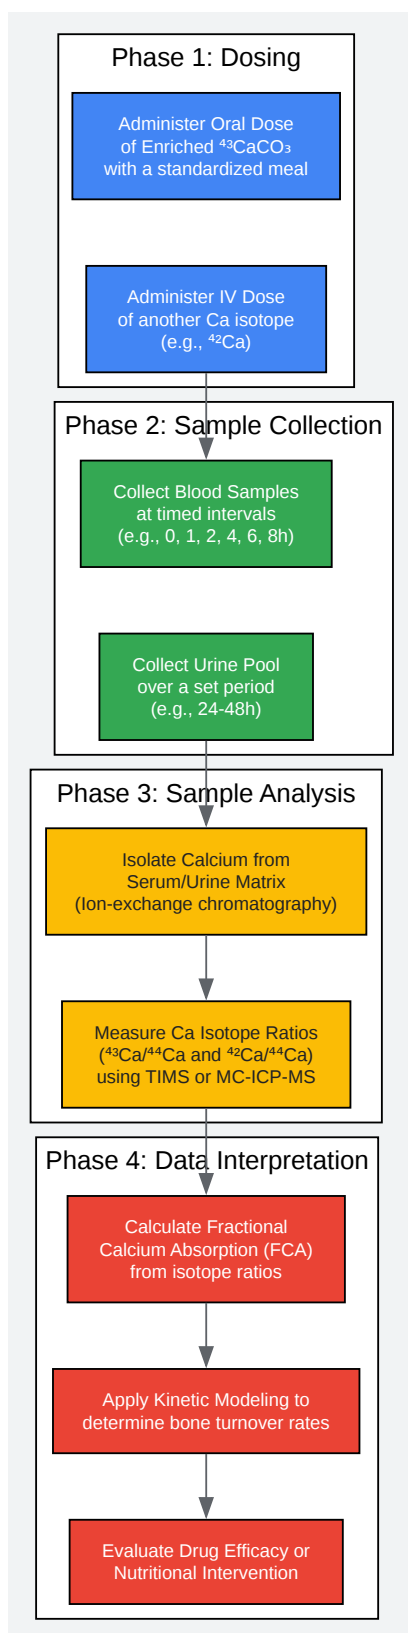 Phase 1: Dosing
Administer Oral Dose
of Enriched ⁴³CaCO₃
with a standardized meal
Administer IV Dose
of another Ca isotope
(e.g., ⁴²Ca)
Phase 2: Sample Collection
Collect Blood Samples
at timed intervals
(e.g., 0, 1, 2, 4, 6, 8h)
Collect Urine Pool
over a set period
(e.g., 24-48h)
Phase 3: Sample Analysis
Isolate Calcium from
Serum/Urine Matrix
(Ion-exchange chromatography)
Measure Ca Isotope Ratios
(⁴³Ca/⁴⁴Ca and ⁴²Ca/⁴⁴Ca)
using TIMS or MC-ICP-MS
Phase 4: Data Interpretation
Calculate Fractional
Calcium Absorption (FCA)
from isotope ratios
Apply Kinetic Modeling to
determine bone turnover rates
Evaluate Drug Efficacy or
Nutritional Intervention